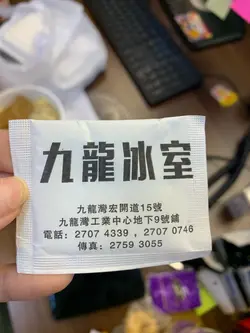 九龍冰室
九龍灣宏開道15號
九龍灣工業中心地下9號鋪
電話：2707 4339 , 2707 0746
傳真：2759 3055